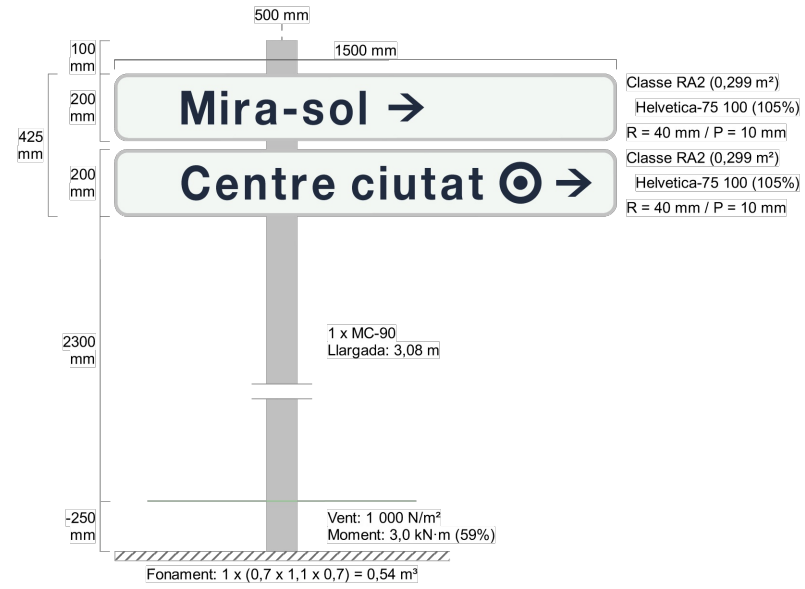 500 mm
100
mm
1500 mm
Classe RA2 (0,299 m²)
200
mm
Mira-sol →
Helvetica-75 100 (105%)
R = 40 mm / P = 10 mm
425
mm
Classe RA2 (0,299 m²)
200
mm
Centre ciutat →
Helvetica-75 100 (105%)
R = 40 mm / P = 10 mm
2300
mm
1 x MC-90
Llargada: 3,08 m
-250
mm
Vent: 1 000 N/m²
Moment: 3,0 kN·m (59%)
Fonament: 1 x (0,7 x 1,1 x 0,7) = 0,54 m³